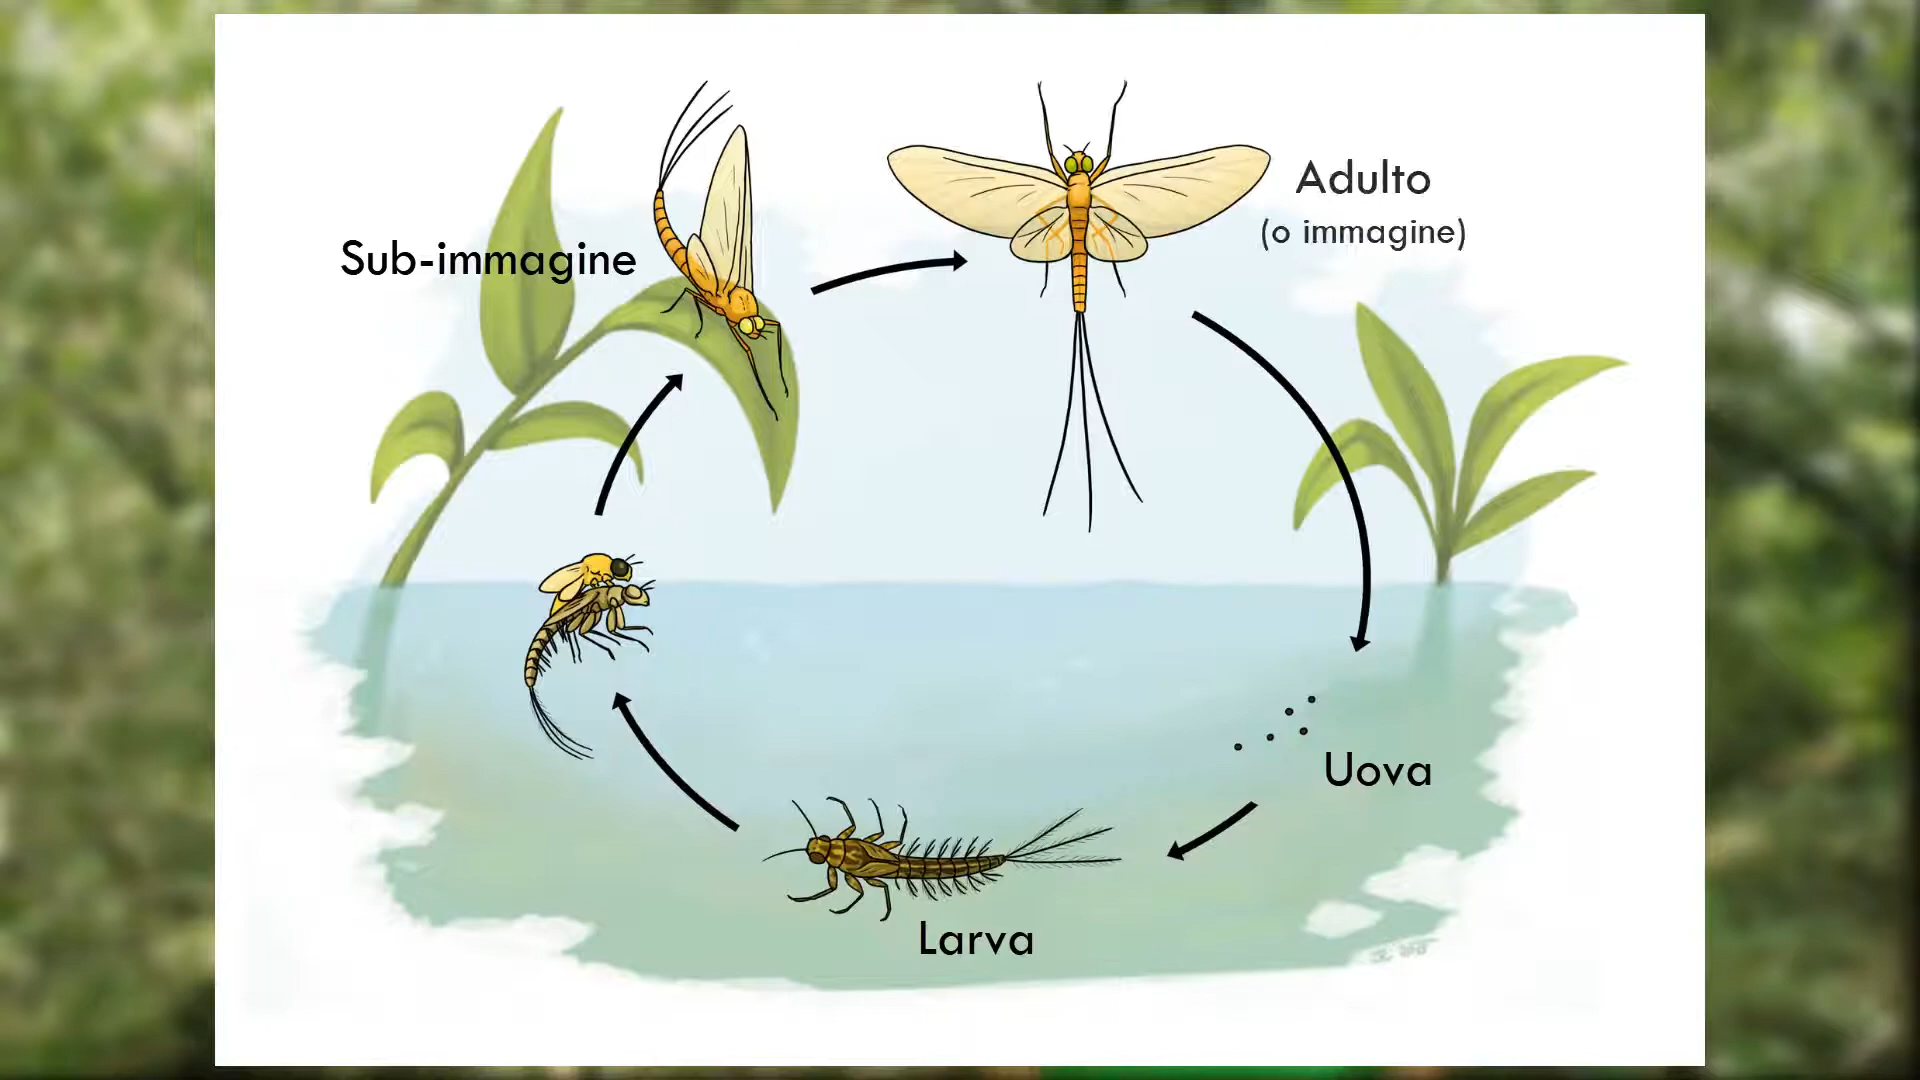 Sub-immagine
Adulto
(o immagine)
Uova
Larva